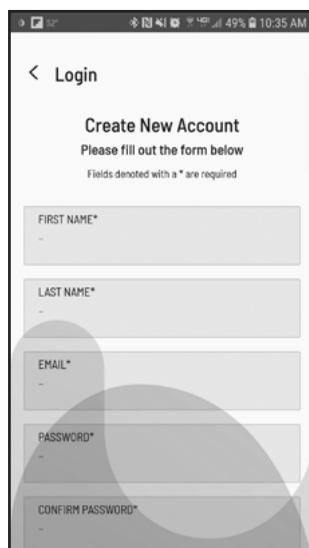 52° 49% 10:35 AM
< Login
Create New Account
Please fill out the form below
Fields denoted with a * are required
FIRST NAME*
–
LAST NAME*
–
EMAIL*
–
PASSWORD*
–
CONFIRM PASSWORD*
–